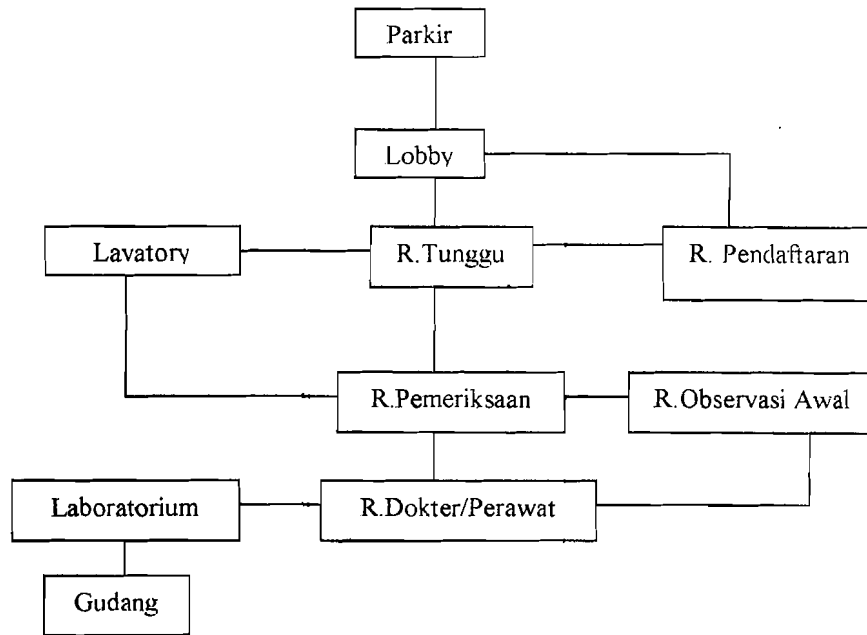 Parkir
Lobby
Lavatory
R.Tunggu
R. Pendaftaran
R.Pemeriksaan
R.Observasi Awal
Laboratorium
R.Dokter/Perawat
Gudang